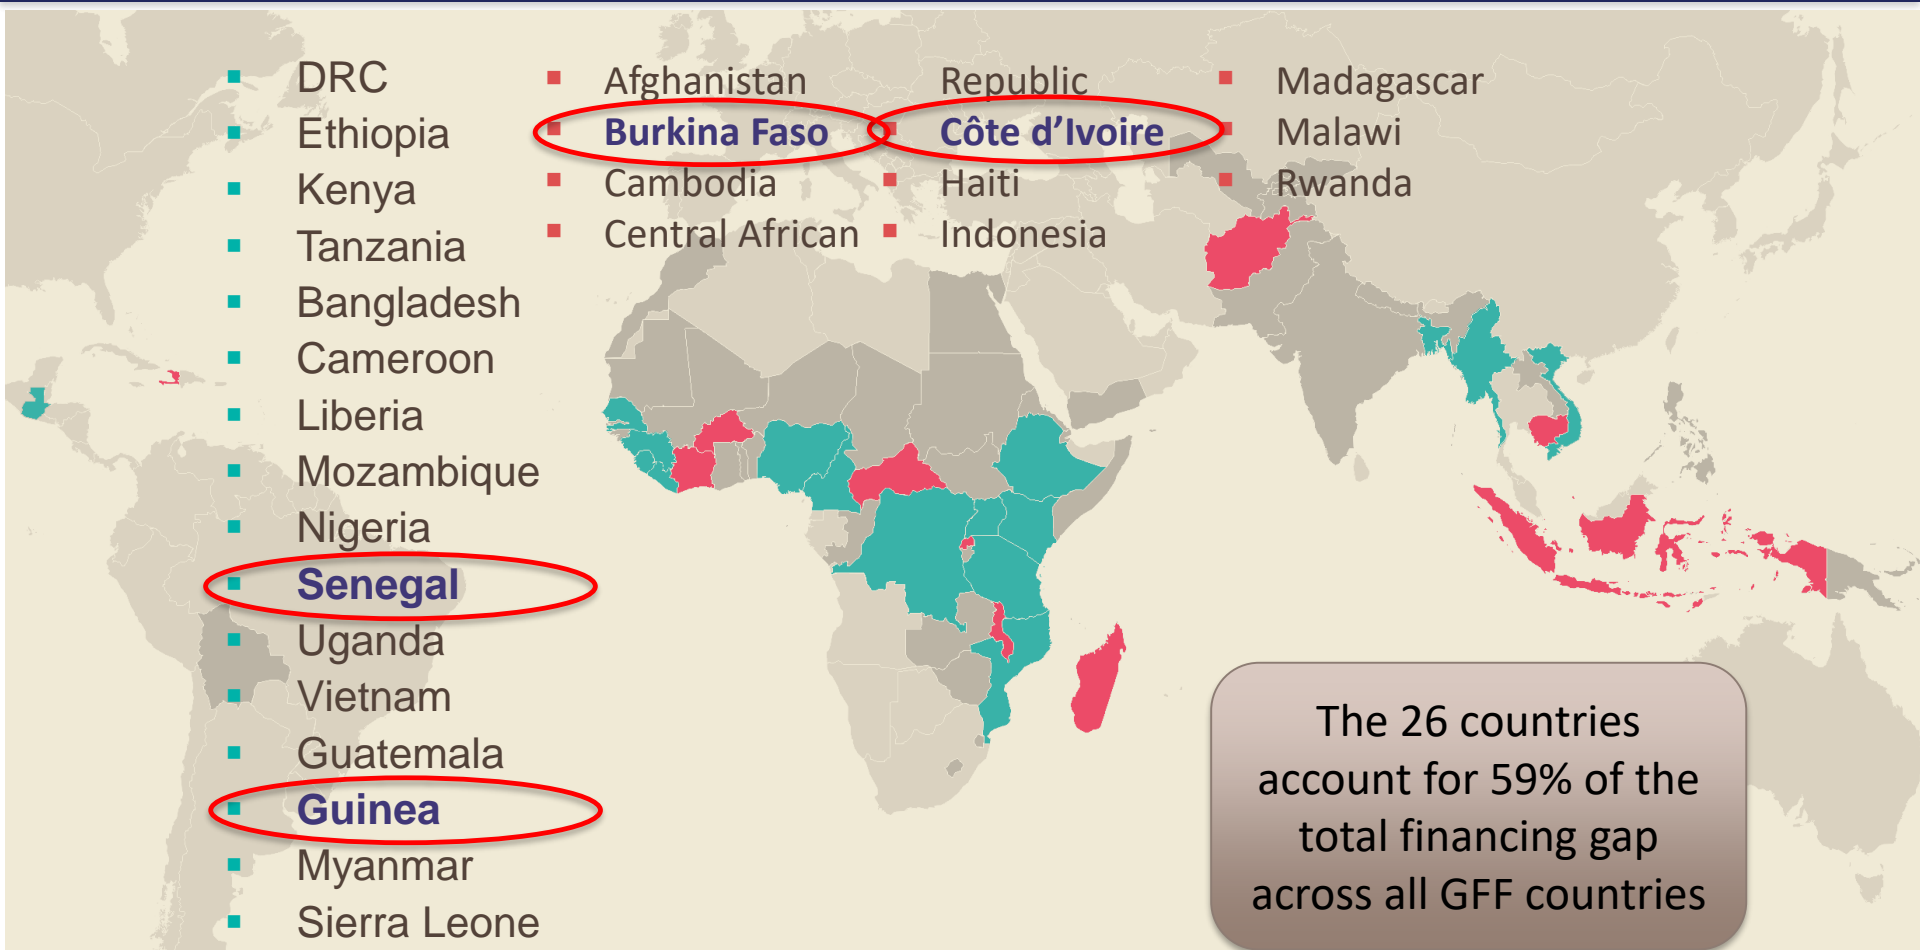 DRC
Ethiopia
Kenya
Tanzania
Bangladesh
Cameroon
Liberia
Mozambique
Nigeria
Senegal
Uganda
Vietnam
Guatemala
Guinea
Myanmar
Sierra Leone
Afghanistan
Burkina Faso
Cambodia
Central African
Republic
Côte d’Ivoire
Haiti
Indonesia
Madagascar
Malawi
Rwanda
The 26 countries
account for 59% of the
total financing gap
across all GFF countries